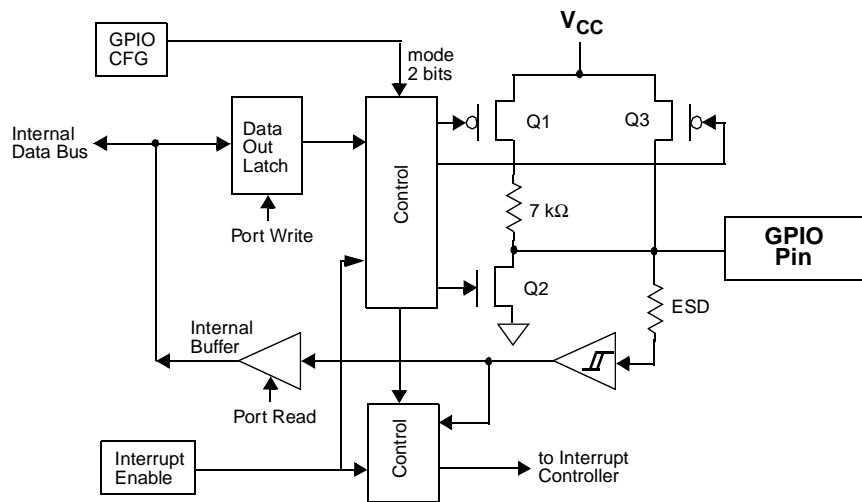 GPIO
CFG
mode
2 bits
VCC
Internal
Data Bus
Data
Out
Latch
Control
Q1
Q3
7 kΩ
Port Write
GPIO
Pin
Q2
ESD
Internal
Buffer
Port Read
Interrupt
Enable
Control
to Interrupt
Controller